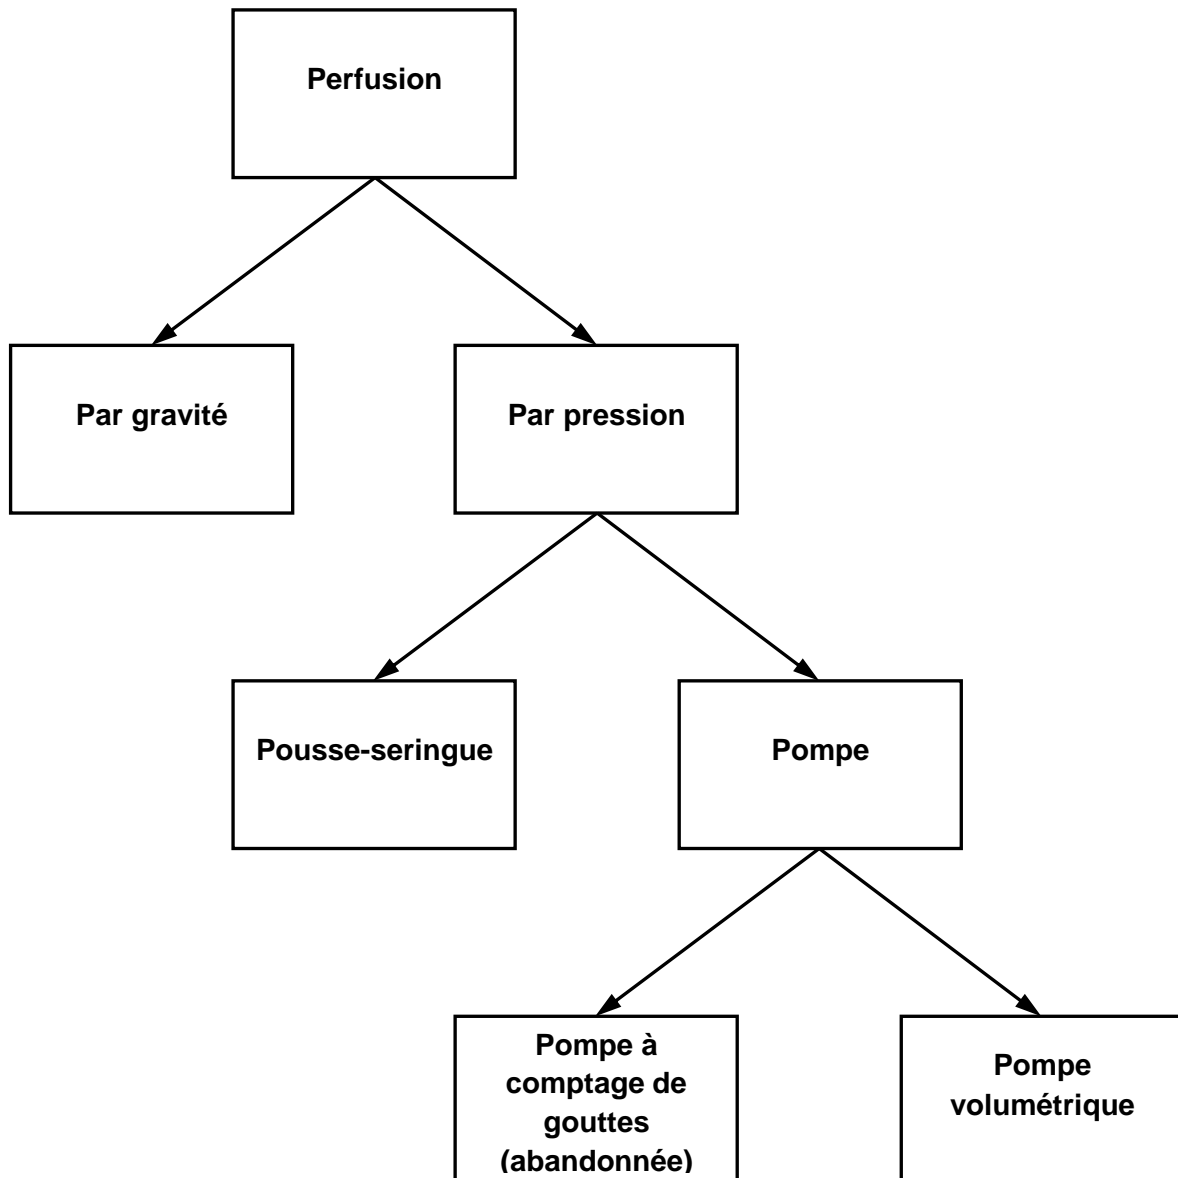 Perfusion
Par gravité
Par pression
Pousse-seringue
Pompe
Pompe à
comptage de
gouttes
(abandonnée)
Pompe
volumétrique